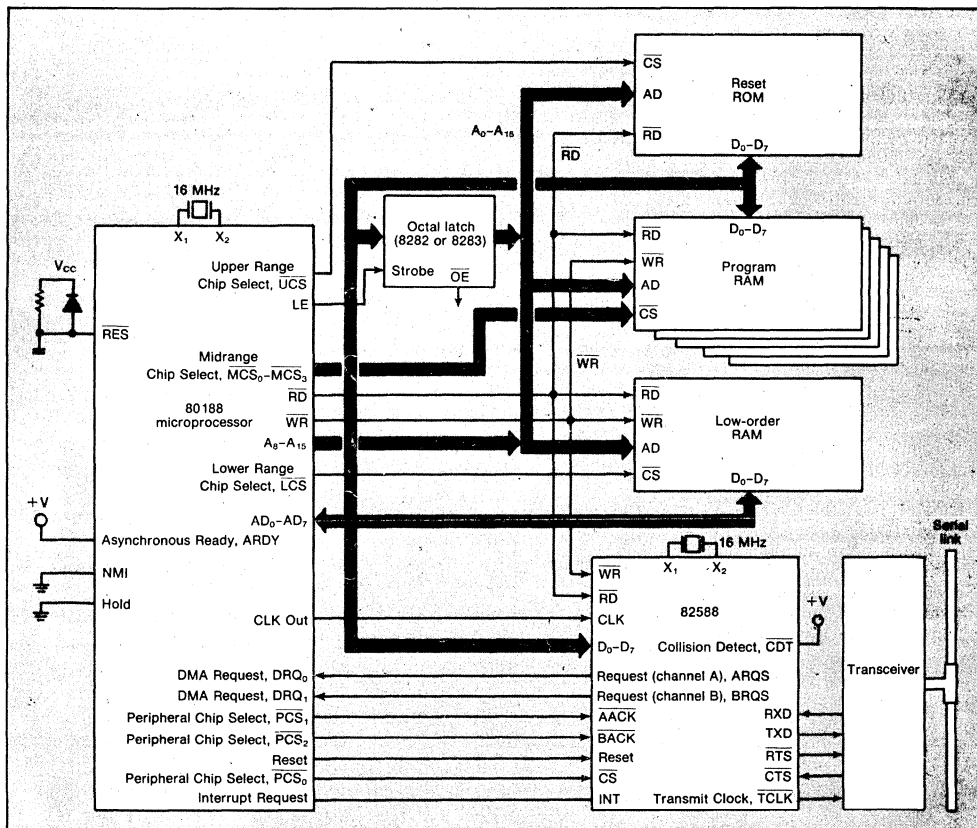 16 MHz
X1 X2
VCC
RES
Upper Range
Chip Select, UCS
LE
Midrange
Chip Select, MCS0-MCS3
RD
80188
microprocessor
WR
A8-A15
Lower Range
Chip Select, LCS
AD0-AD7
+V
Asynchronous Ready, ARDY
NMI
Hold
CLK Out
DMA Request, DRQ0
DMA Request, DRQ1
Peripheral Chip Select, PCS1
Peripheral Chip Select, PCS2
Reset
Peripheral Chip Select, PCS0
Interrupt Request
Octal latch
(8282 or 8283)
Strobe
OE
A0-A15
RD
WR
CS
AD
RD
Reset
ROM
D0-D7
D0-D7
RD
WR
AD
CS
Program
RAM
RD
WR
AD
CS
Low-order
RAM
D0-D7
16 MHz
X1 X2
WR
RD
CLK
D0-D7
82588
+V
Collision Detect, CDT
Request (channel A), ARQS
Request (channel B), BRQS
AACK
BACK
Reset
CS
INT
RXD
TXD
RTS
CTS
Transmit Clock, TCLK
Transceiver
Serial
link